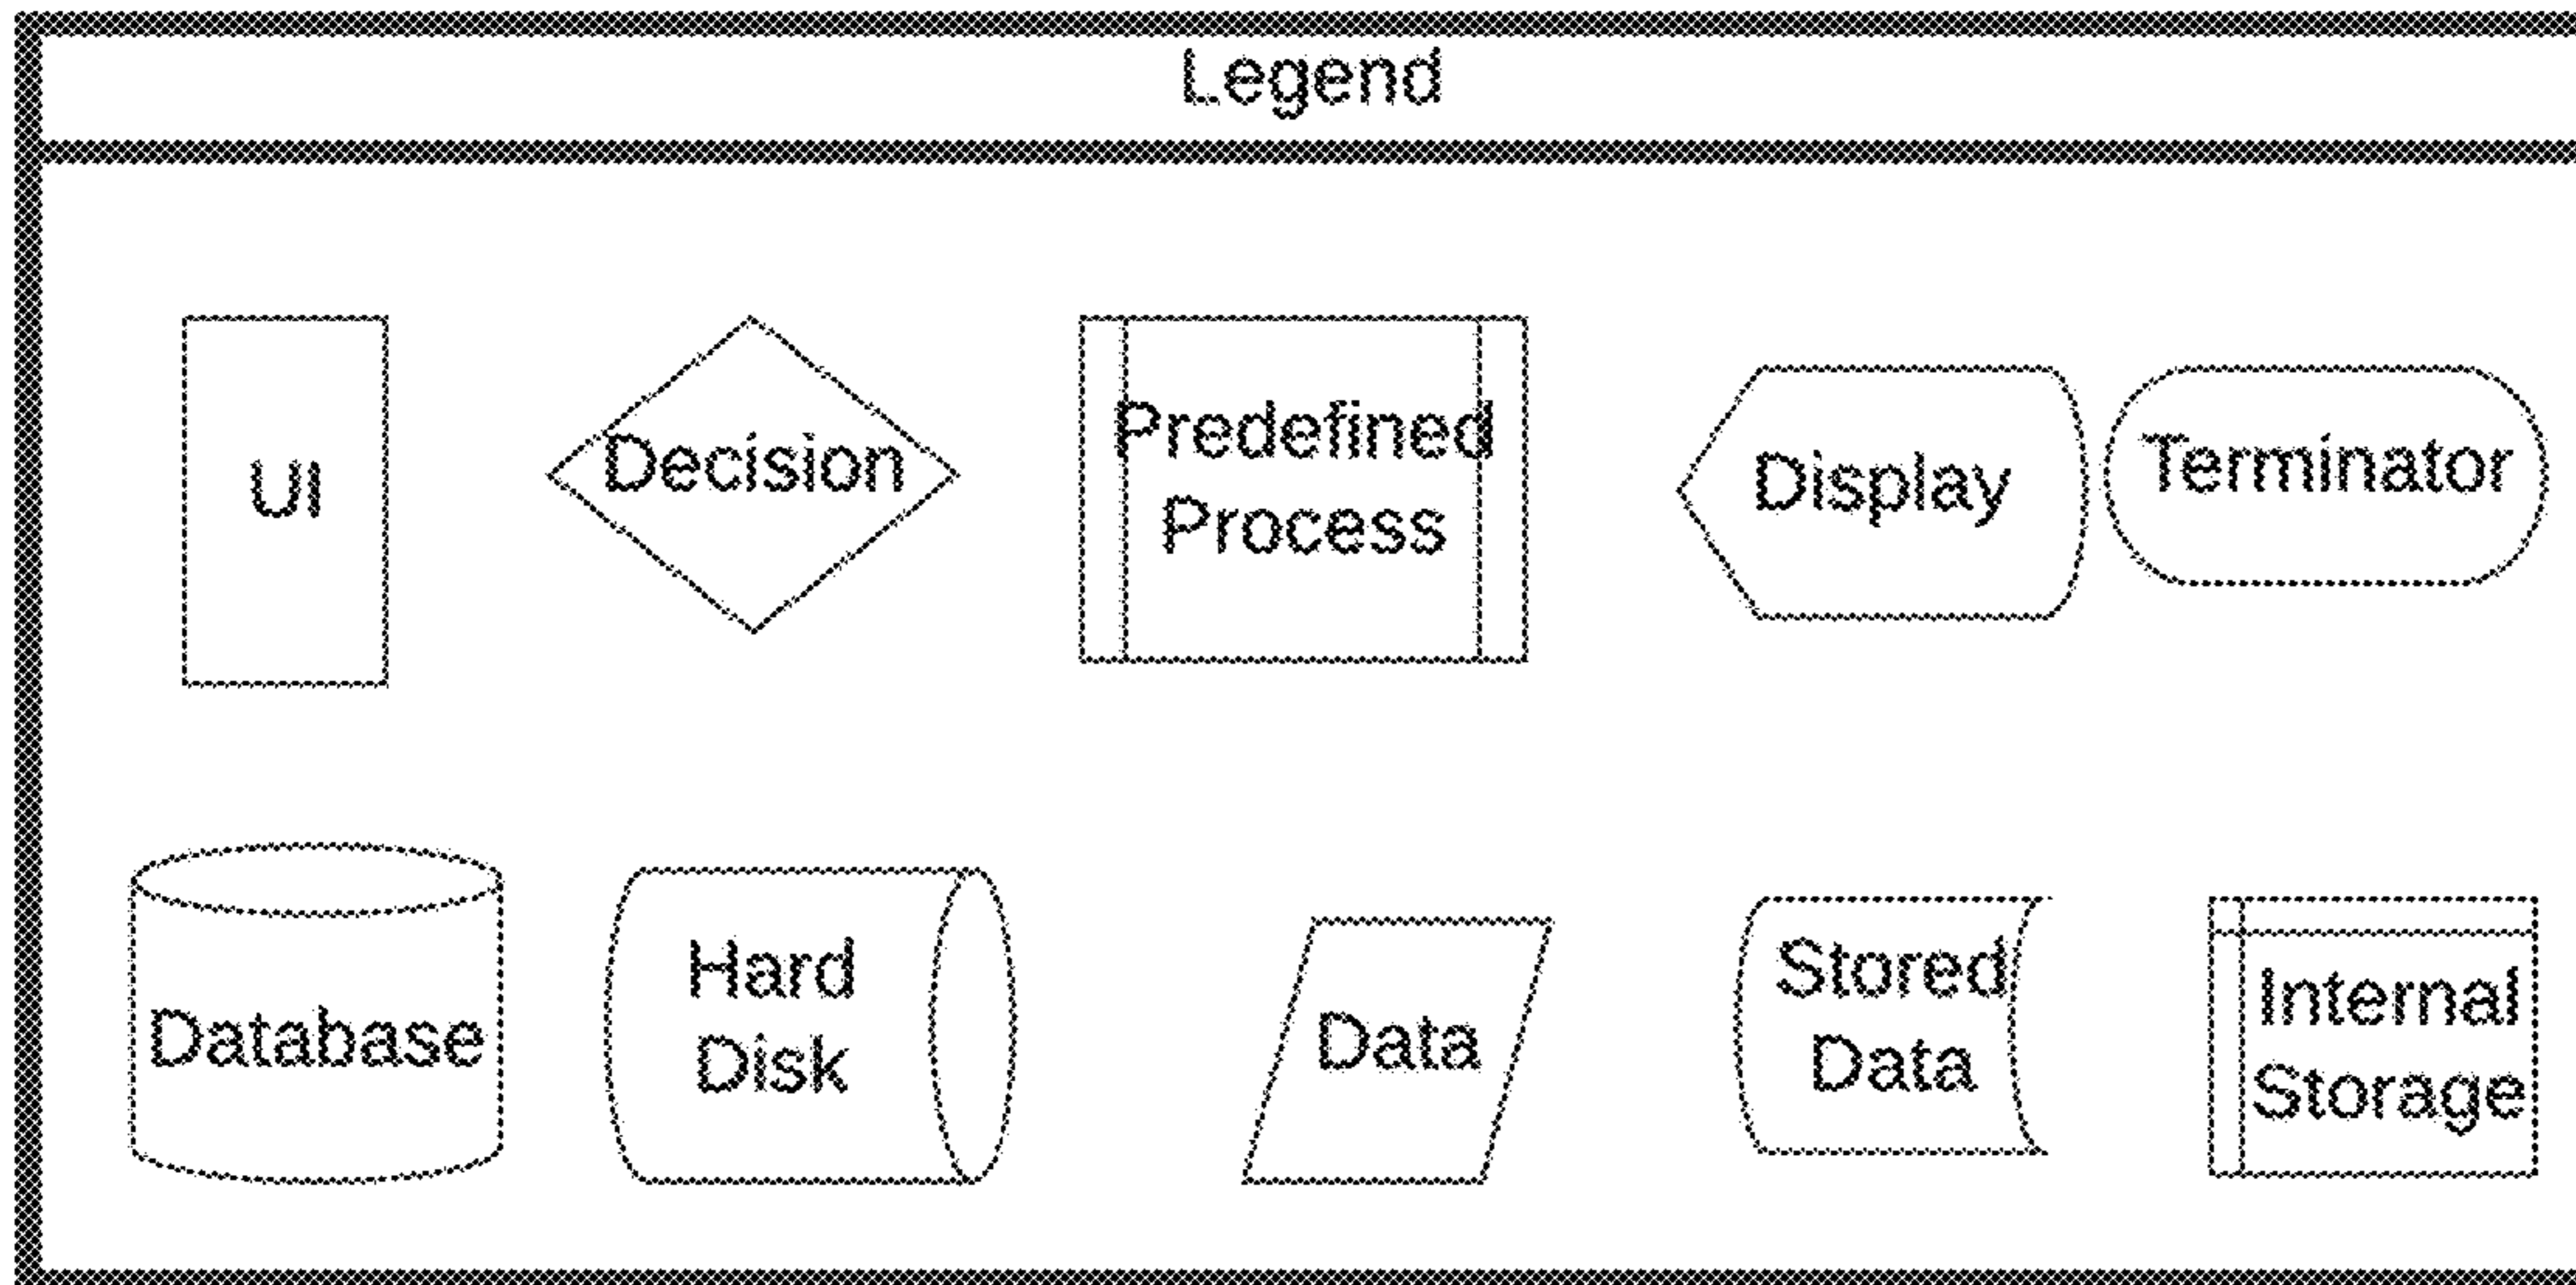 Legend
UI
Decision
Predefined
Process
Display
Terminator
Database
Hard
Disk
Data
Stored
Data
Internal
Storage